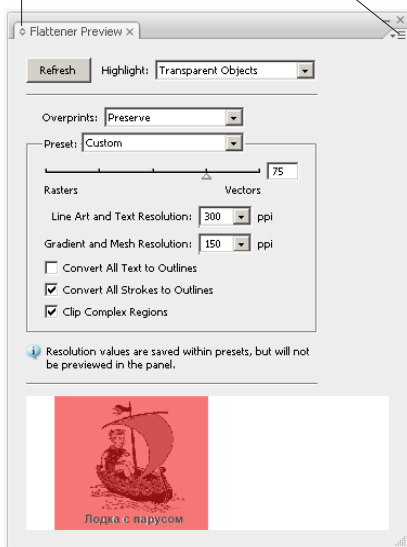 Flattener Preview
Refresh Highlight: Transparent Objects
Overprints: Preserve
Preset: Custom
75
Rasters Vectors
Line Art and Text Resolution: 300 ppi
Gradient and Mesh Resolution: 150 ppi
Convert All Text to Outlines
Convert All Strokes to Outlines
Clip Complex Regions
Resolution values are saved within presets, but will not
be previewed in the panel.
Лодка с парусом